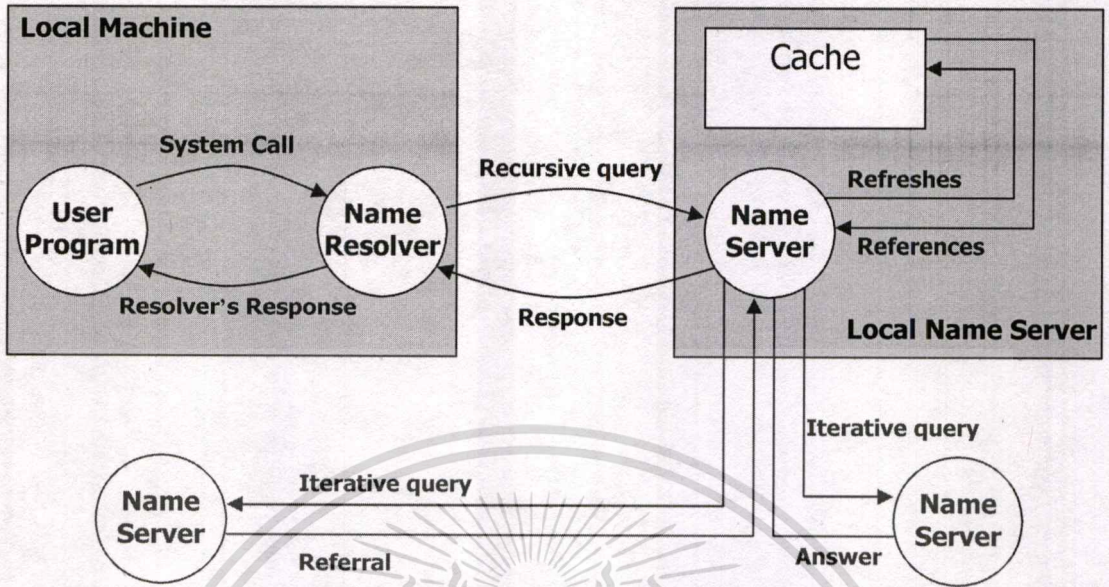 Local Machine
System Call
User
Program
Name
Resolver
Resolver's Response
Recursive query
Response
Cache
Refreshes
Name
Server
References
Local Name Server
Iterative query
Name
Server
Iterative query
Referral
Answer
Name
Server